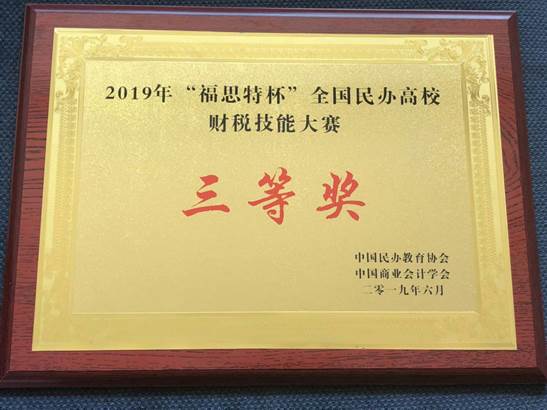 2019年“福思特杯”全国民办高校
财税技能大赛
三等奖
中国民办教育协会
中国商业会计学会
二零一九年六月